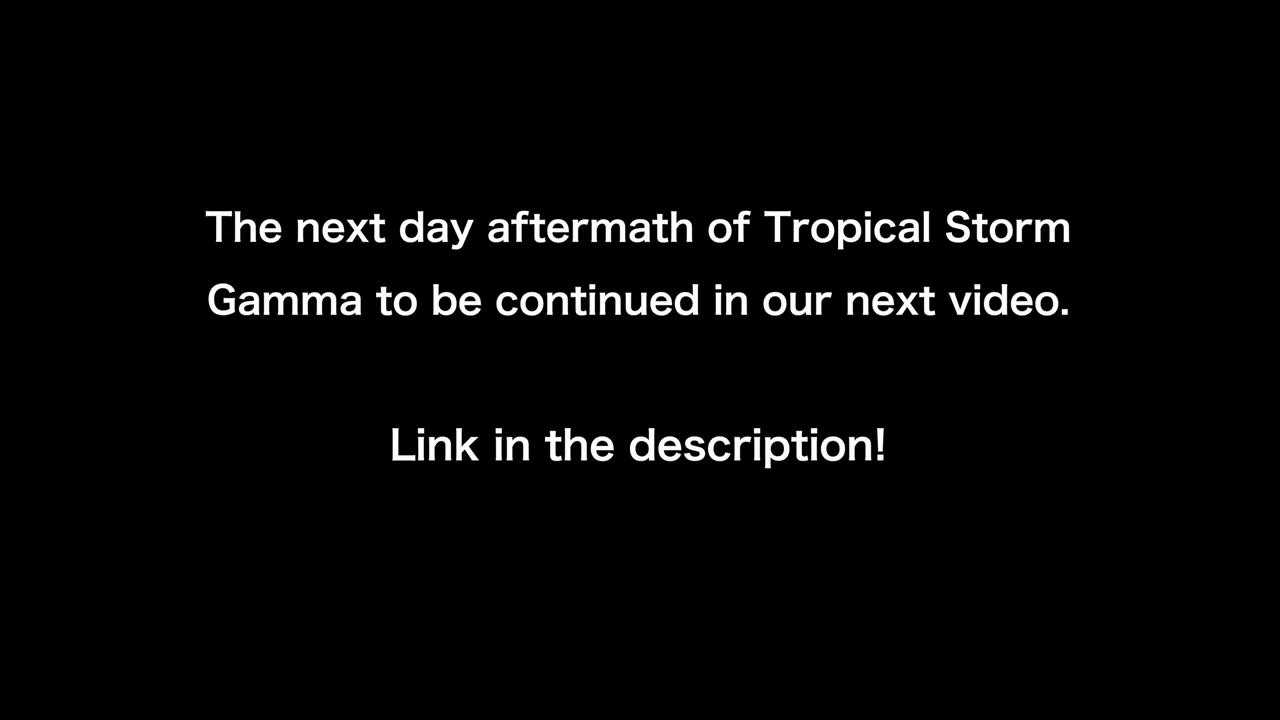 The next day aftermath of Tropical Storm
Gamma to be continued in our next video.
Link in the description!